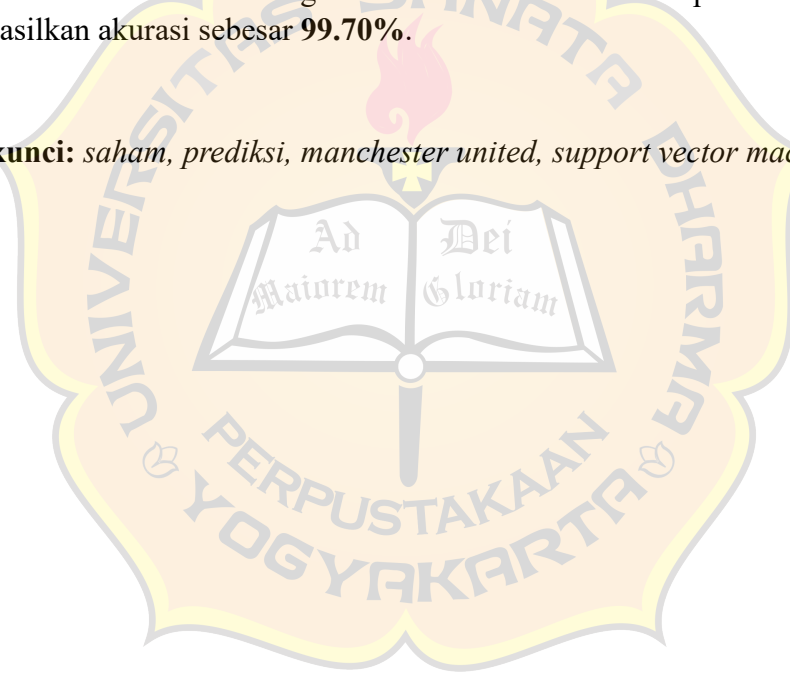 asilkan akurasi sebesar 99.70%.
kunci: saham, prediksi, manchester united, support vector
UNIVERSITAS SANATA DHARMA
Ad Dei
Maiorem Gloriam
PERPUSTAKAAN
YOGYAKARTA